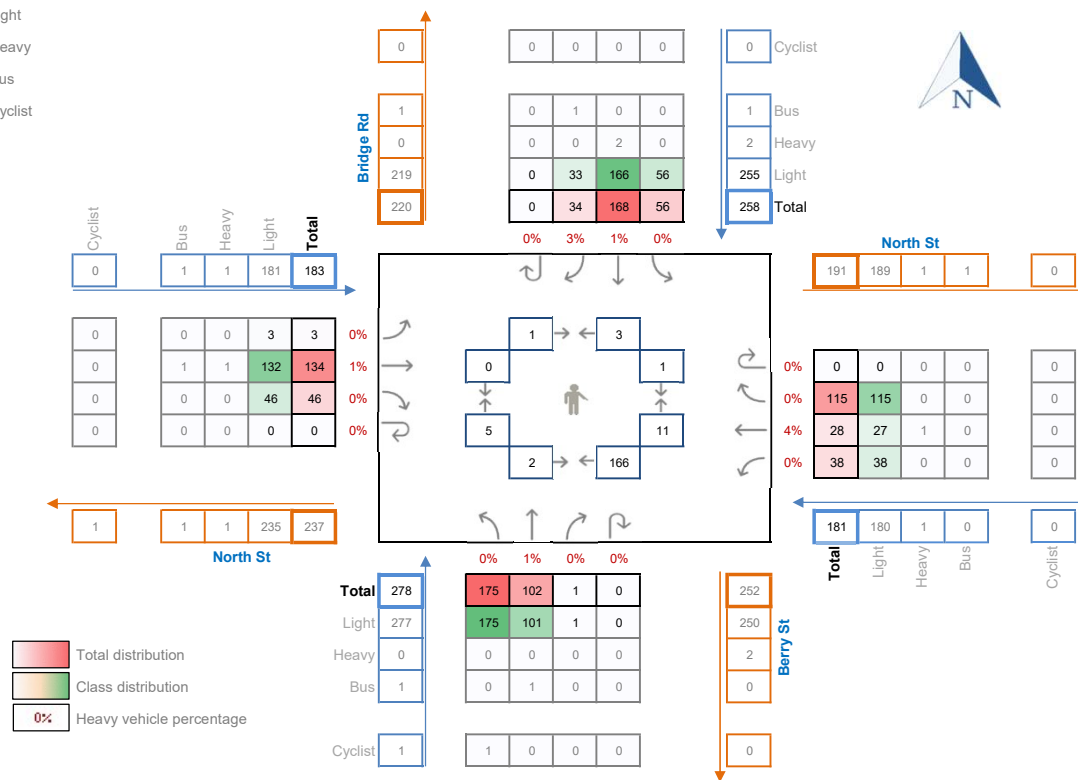 ght
0
0 0 0 0
0 Cyclist
eavy
us
1
0 1 0 0
1 Bus
yclist
0
0 0 2 0
2 Heavy
N
Bridge Rd
219
0 33 166 56
255 Light
220
0 34 168 56
258 Total
Cyclist Bus Heavy Light Total
0% 3% 1% 0%
North St
0 1 1 181 183
191 189 1 1 0
0 0 0 3 3 0%
1 3
0 1 1 132 134 1%
0 1
0% 0 0 0 0 0
0 0 0 46 46 0%
0% 115 115 0 0 0
0 0 0 0 0 0%
5 11
4% 28 27 1 0 0
2 166
0% 38 38 0 0 0
1 1 1 235 237
181 180 1 0 0
North St
0% 1% 0% 0%
Total Light Heavy Bus Cyclist
Total 278
175 102 1 0
252
Light 277
175 101 1 0
250
Berry St
Heavy 0
0 0 0 0
2
Total distribution
Bus 1
0 1 0 0
0
Class distribution
0% Heavy vehicle percentage
Cyclist 1
1 0 0 0
0